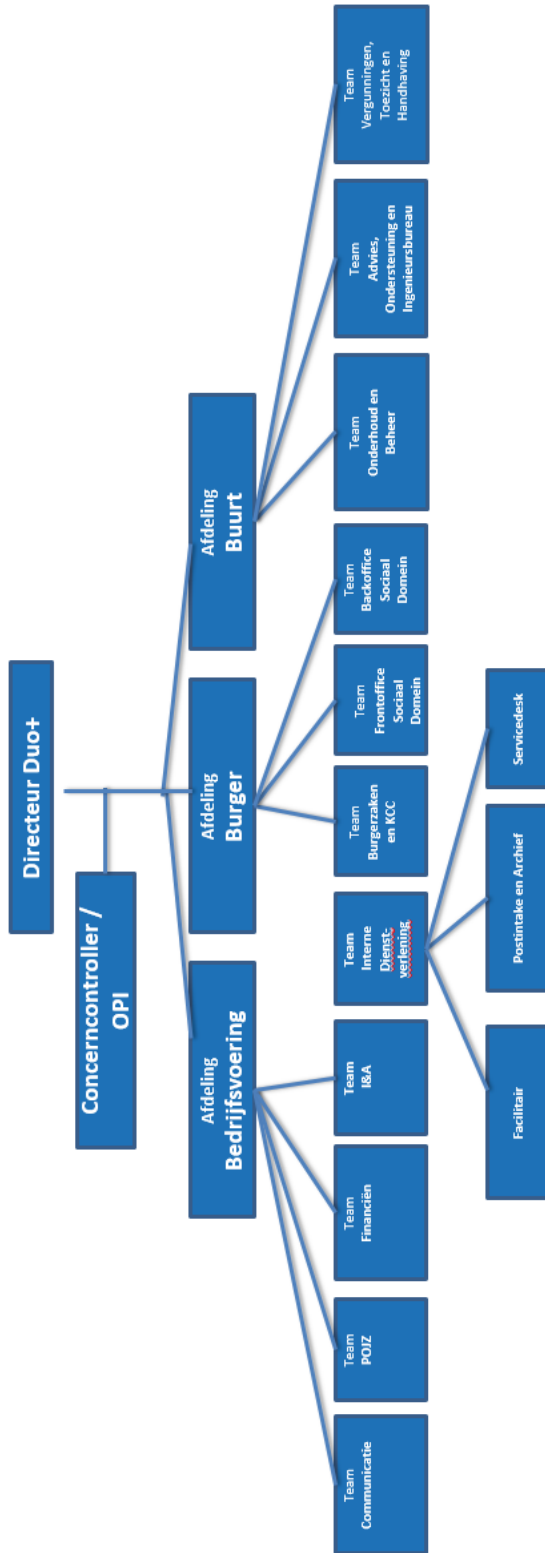 Directeur Duo+
Concerncontroller /
OPI
Afdeling
Bedrijfsvoering
Afdeling
Burger
Afdeling
Buurt
Team
Communicatie
Team
POJZ
Team
Financiën
Team
I&A
Team
Interne
Dienst-
verlening
Team
Burgerzaken
en KCC
Team
Frontoffice
Sociaal
Domein
Team
Backoffice
Sociaal
Domein
Team
Onderhoud en
Beheer
Team
Advies,
Ondersteuning en
Ingenieursbureau
Team
Vergunningen,
Toezicht en
Handhaving
Facilitair
Postintake en Archief
Servicedesk